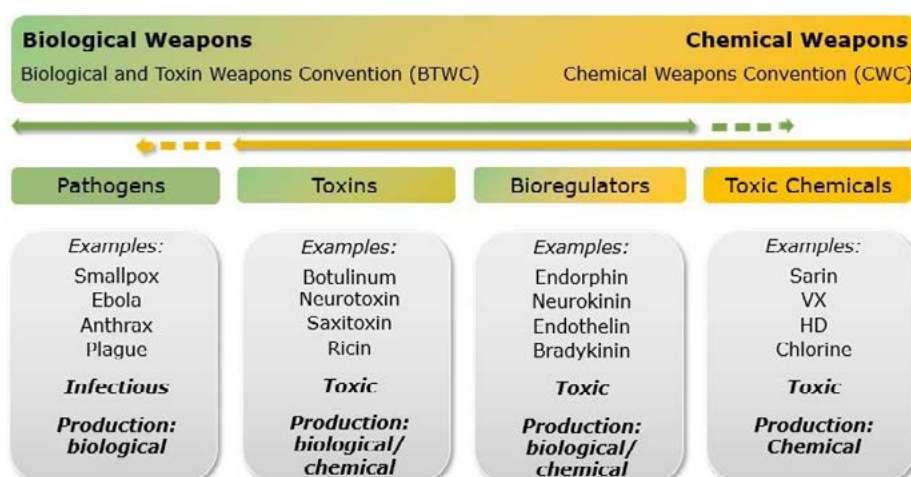 Biological Weapons
Biological and Toxin Weapons Convention (BTWC)
Chemical Weapons
Chemical Weapons Convention (CWC)
Pathogens
Examples:
Smallpox
Ebola
Anthrax
Plague
Infectious
Production:
biological
Toxins
Examples:
Botulinum
Neurotoxin
Saxitoxin
Ricin
Toxic
Production:
biological/
chemical
Bioregulators
Examples:
Endorphin
Neurokinin
Endothelin
Bradykinin
Toxic
Production:
biological/
chemical
Toxic Chemicals
Examples:
Sarin
VX
HD
Chlorine
Toxic
Production:
Chemical